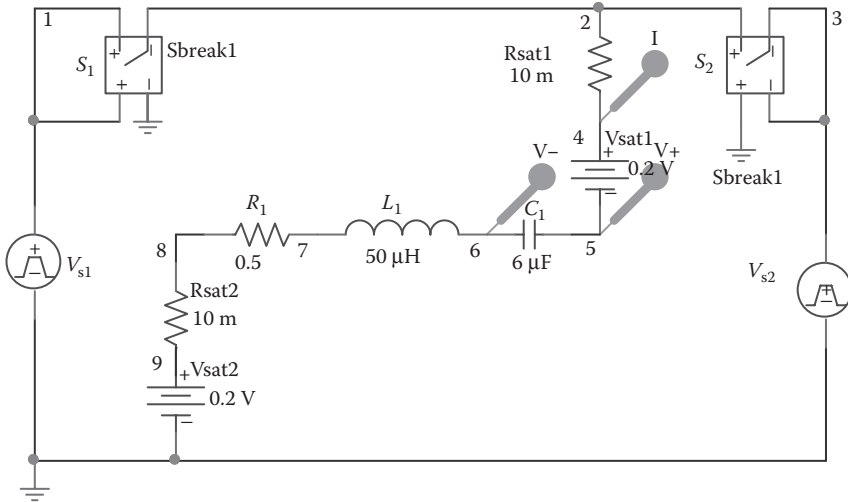 1
2
3
S1
Sbreak1
Rsat1
10 m
I
S2
Sbreak1
4
Vsat1
0.2 V
V−
V+
R1
L1
C1
8
0.5
7
50 μH
6
6 μF
5
Vs1
Vs2
Rsat2
10 m
9
Vsat2
0.2 V